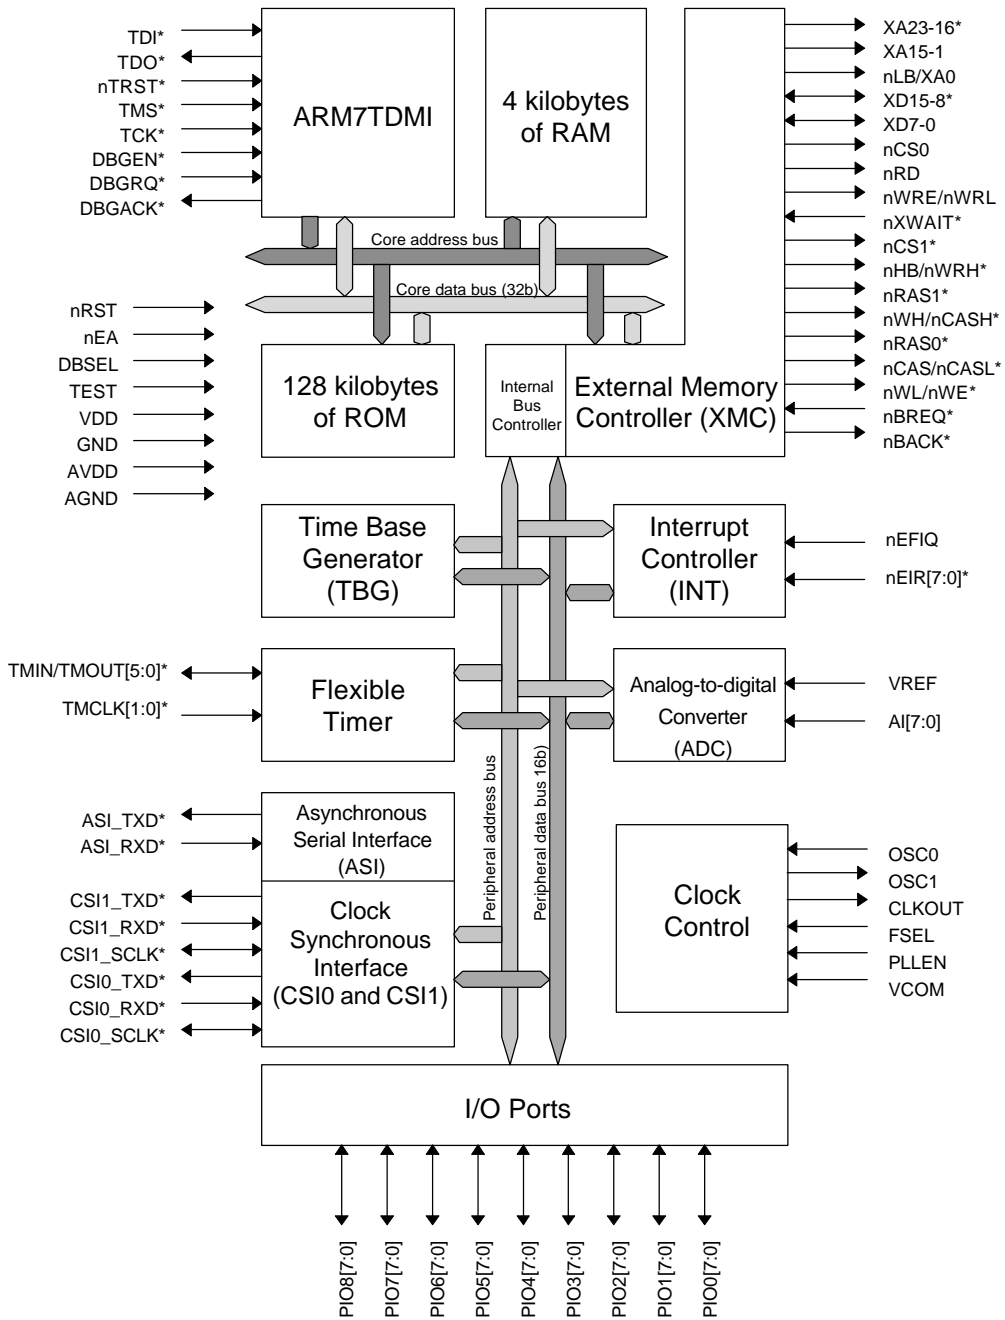 TDI*
TDO*
nTRST*
TMS*
TCK*
DBGEN*
DBGRQ*
DBGACK*
ARM7TDMI
4 kilobytes
of RAM
XA23-16*
XA15-1
nLB/XA0
XD15-8*
XD7-0
nCS0
nRD
nWRE/nWRL
nXWAIT*
nCS1*
nHB/nWRH*
nRAS1*
nWH/nCASH*
nRAS0*
nCAS/nCASL*
nWL/nWE*
nBREQ*
nBACK*
Core address bus
Core data bus (32b)
nRST
nEA
DBSEL
TEST
VDD
GND
AVDD
AGND
128 kilobytes
of ROM
Internal
Bus
Controller
External Memory
Controller (XMC)
Time Base
Generator
(TBG)
Interrupt
Controller
(INT)
nEFIQ
nEIR[7:0]*
TMIN/TMOUT[5:0]*
TMCLK[1:0]*
Flexible
Timer
Analog-to-digital
Converter
(ADC)
VREF
AI[7:0]
Peripheral address bus
Peripheral data bus 16b)
ASI_TXD*
ASI_RXD*
Asynchronous
Serial Interface
(ASI)
CSI1_TXD*
CSI1_RXD*
CSI1_SCLK*
CSI0_TXD*
CSI0_RXD*
CSI0_SCLK*
Clock
Synchronous
Interface
(CSI0 and CSI1)
Clock
Control
OSC0
OSC1
CLKOUT
FSEL
PLLEN
VCOM
I/O Ports
PIO8[7:0]
PIO7[7:0]
PIO6[7:0]
PIO5[7:0]
PIO4[7:0]
PIO3[7:0]
PIO2[7:0]
PIO1[7:0]
PIO0[7:0]